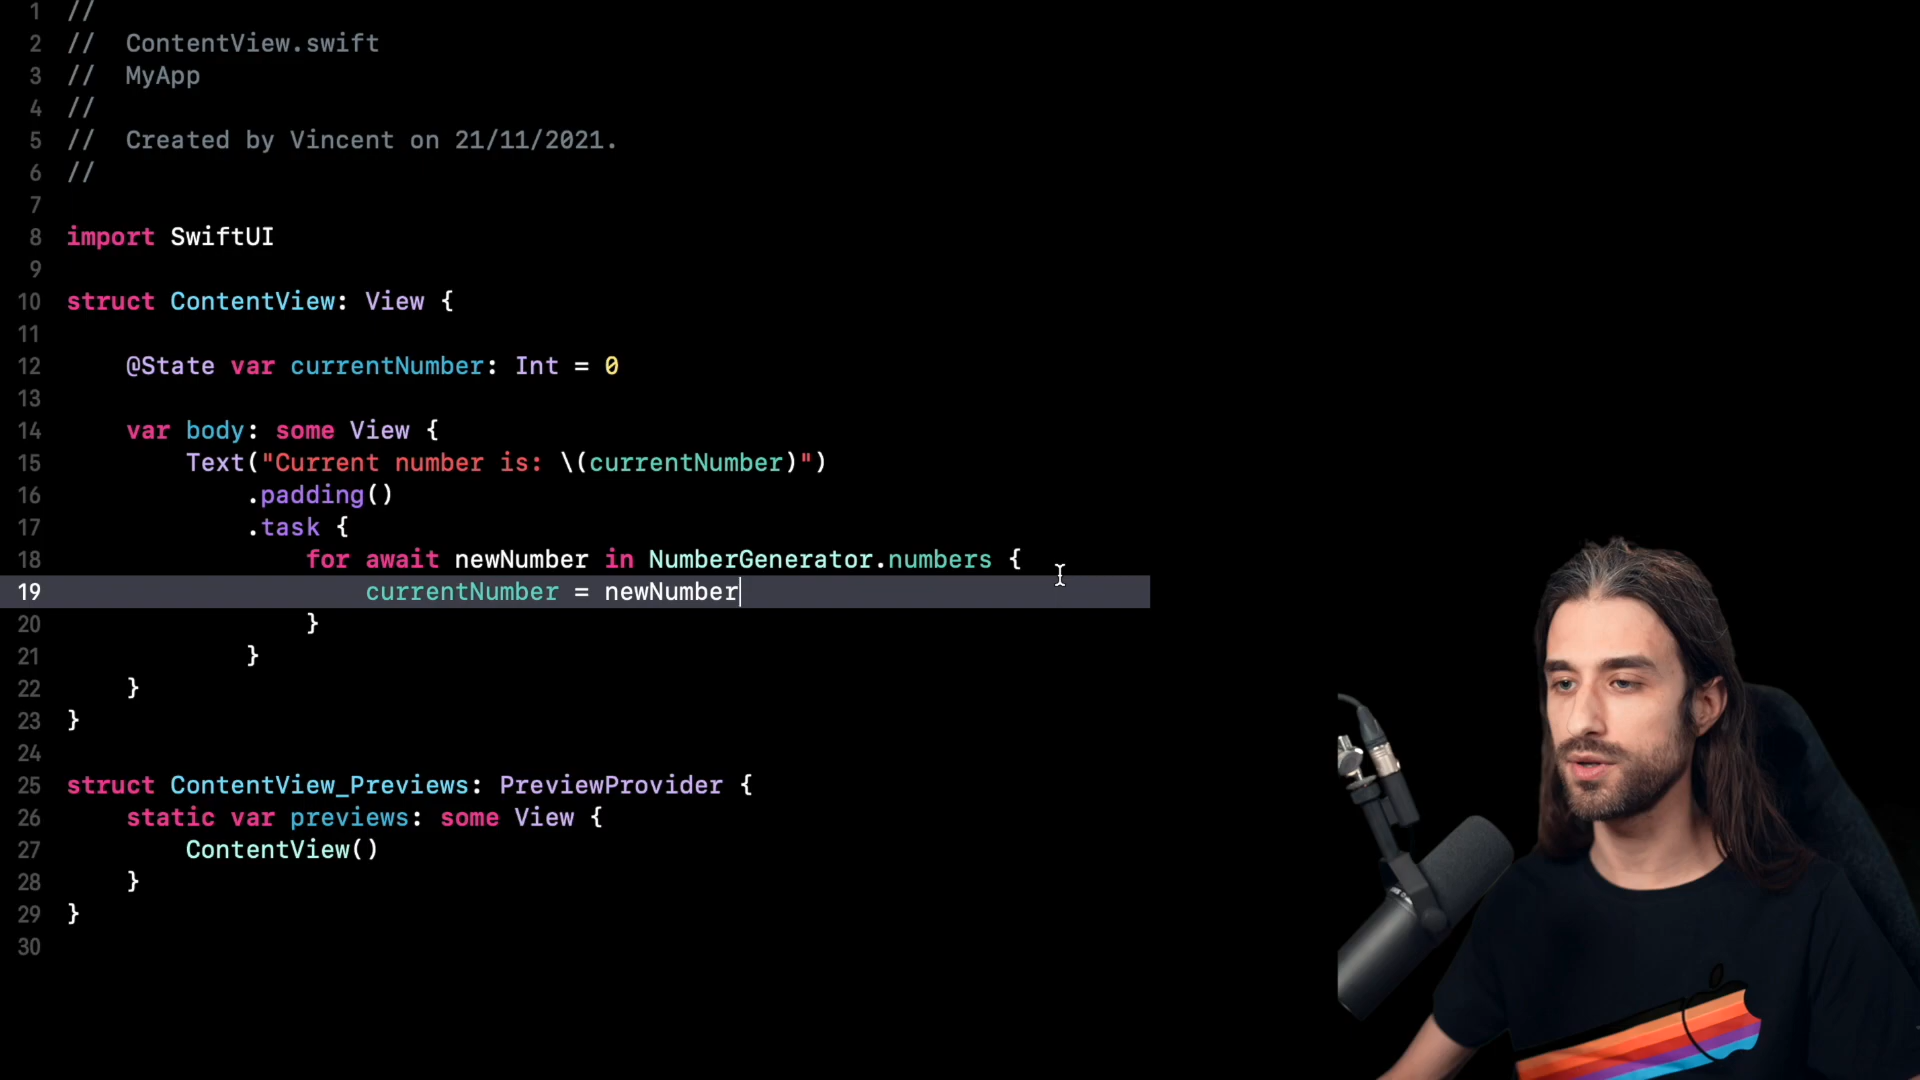 1 //
2 // ContentView.swift
3 // MyApp
4 //
5 // Created by Vincent on 21/11/2021.
6 //
7
8 import SwiftUI
9
10 struct ContentView: View {
11
12 @State var currentNumber: Int = 0
13
14 var body: some View {
15 Text("Current number is: \(currentNumber)")
16 .padding()
17 .task {
18 for await newNumber in NumberGenerator.numbers {
19 currentNumber = newNumber
20 }
21 }
22 }
23 }
24
25 struct ContentView_Previews: PreviewProvider {
26 static var previews: some View {
27 ContentView()
28 }
29 }
30